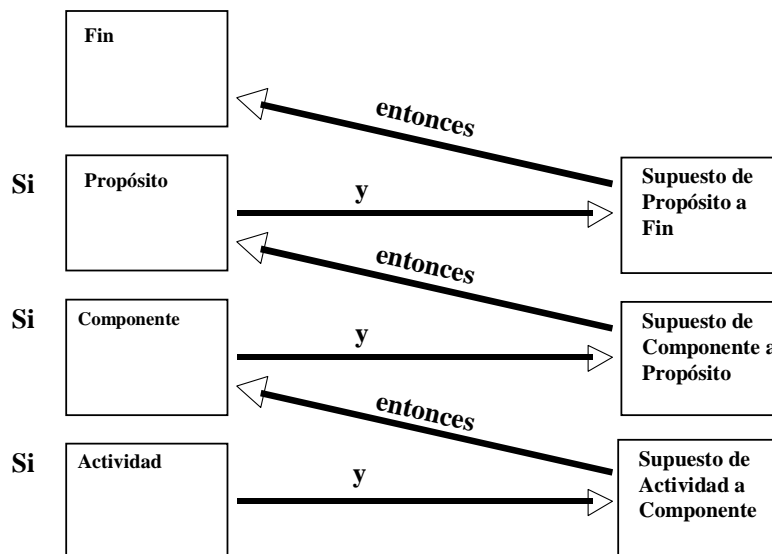 Fin
entonces
Si
Propósito
y
Supuesto de
Propósito a
Fin
entonces
Si
Componente
y
Supuesto de
Componente a
Propósito
entonces
Si
Actividad
y
Supuesto de
Actividad a
Componente